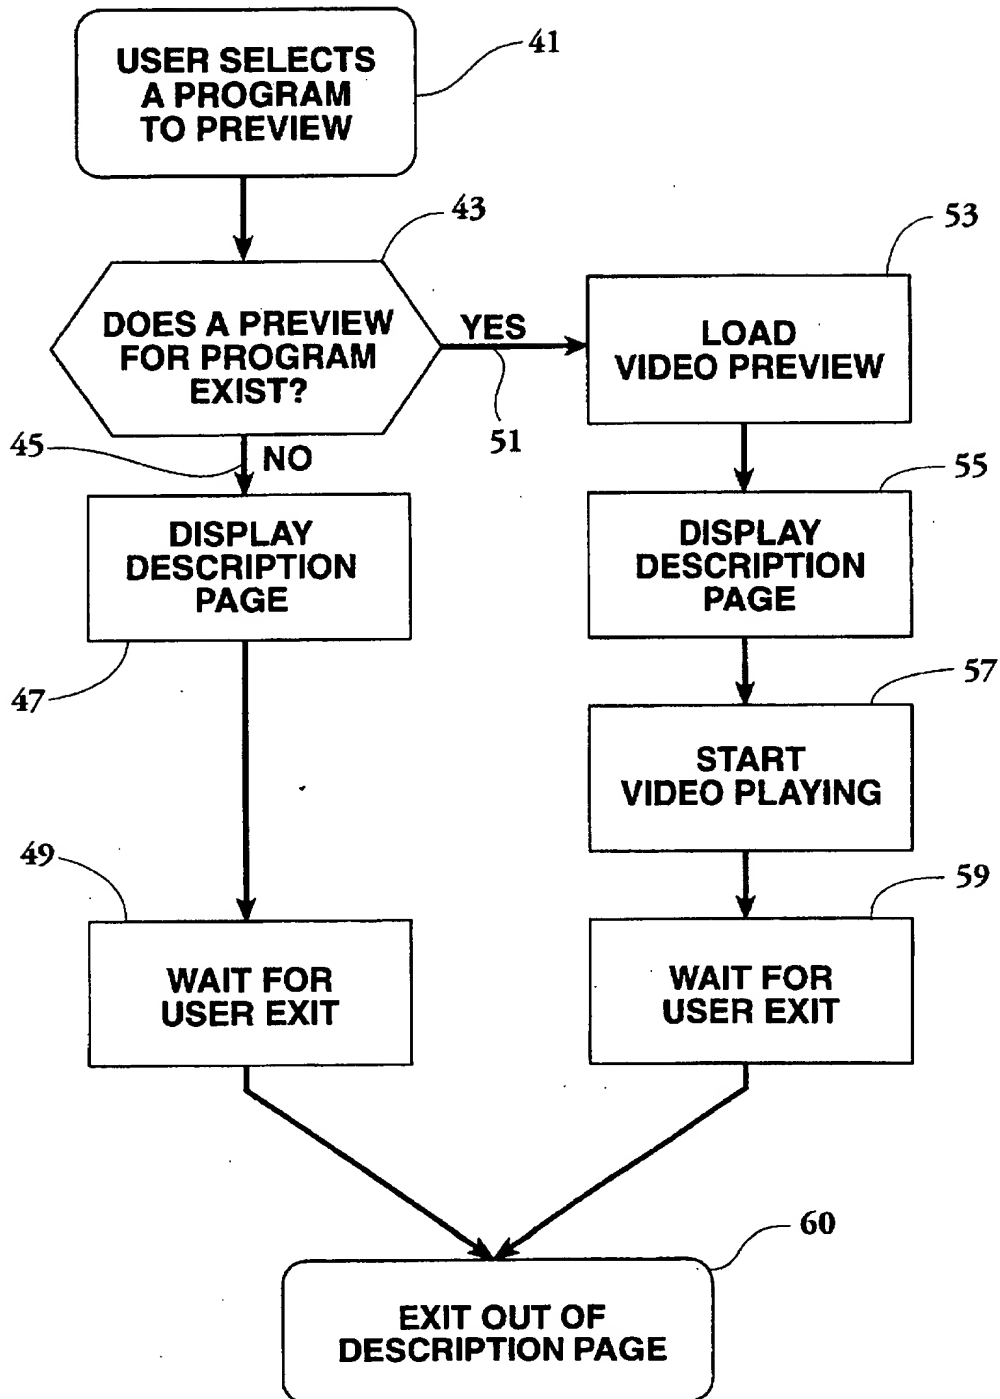 USER SELECTS
A PROGRAM
TO PREVIEW
41
43
DOES A PREVIEW
FOR PROGRAM
EXIST?
YES
51
53
LOAD
VIDEO PREVIEW
45
NO
55
DISPLAY
DESCRIPTION
PAGE
47
DISPLAY
DESCRIPTION
PAGE
57
START
VIDEO PLAYING
49
WAIT FOR
USER EXIT
59
WAIT FOR
USER EXIT
60
EXIT OUT OF
DESCRIPTION PAGE